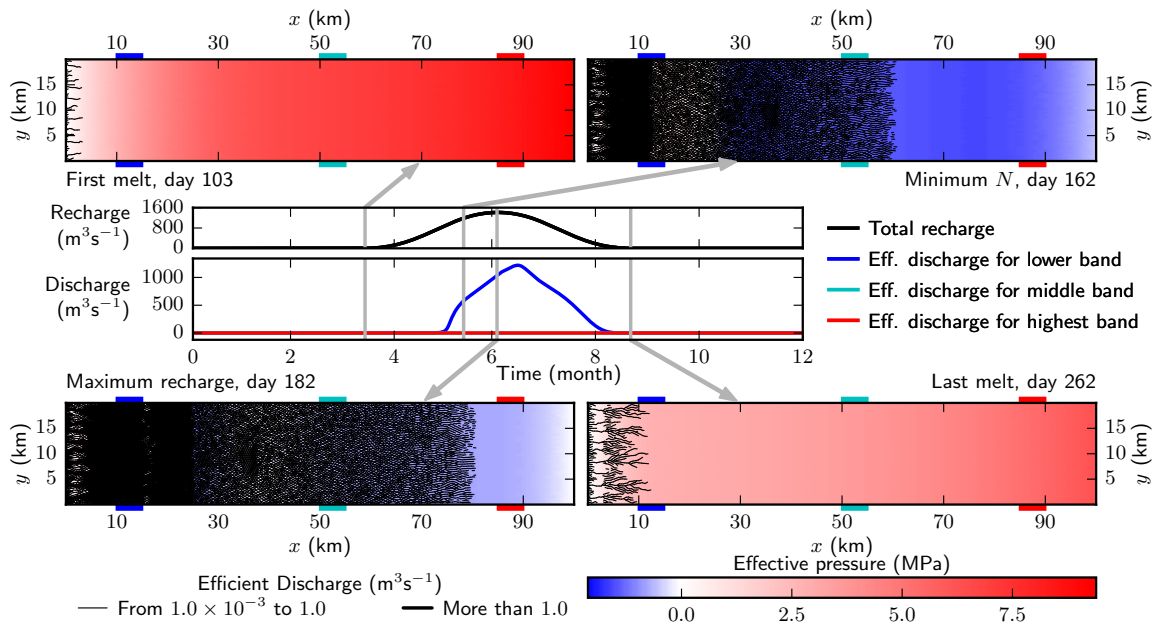 x (km)
x (km)
10 30 50 70 90
10 30 50 70 90
y (km)
15
10
5
15
10
5
y (km)
First melt, day 103
Minimum N, day 162
Recharge
(m³s⁻¹)
1600
800
0
Discharge
(m³s⁻¹)
1000
500
0
0 2 4 6 8 10 12
Time (month)
Total recharge
Eff. discharge for lower band
Eff. discharge for middle band
Eff. discharge for highest band
Maximum recharge, day 182
Last melt, day 262
y (km)
15
10
5
15
10
5
y (km)
10 30 50 70 90
10 30 50 70 90
x (km)
x (km)
Efficient Discharge (m³s⁻¹)
From 1.0 × 10⁻³ to 1.0
More than 1.0
Effective pressure (MPa)
0.0 2.5 5.0 7.5